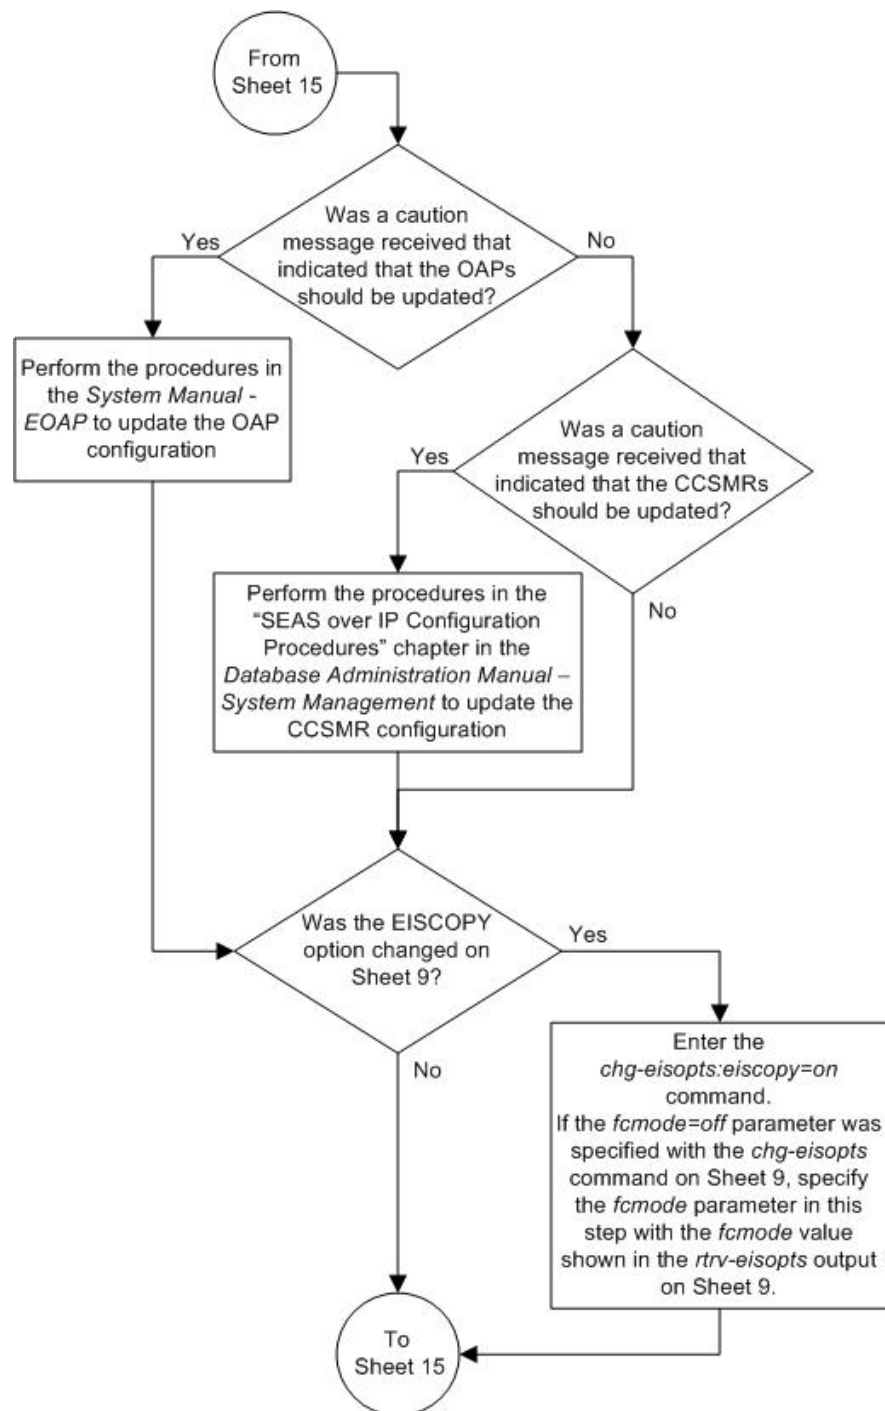 From
Sheet 15
Was a caution
message received that
indicated that the OAPs
should be updated?
Yes
No
Perform the procedures in
the System Manual -
EOAP to update the OAP
configuration
Was a caution
message received that
indicated that the CCSMRs
should be updated?
Yes
No
Perform the procedures in the
“SEAS over IP Configuration
Procedures” chapter in the
Database Administration Manual –
System Management to update the
CCSMR configuration
Was the EISCOPY
option changed on
Sheet 9?
Yes
No
Enter the
chg-eisopts:eiscopy=on
command.
If the fcmode=off parameter was
specified with the chg-eisopts
command on Sheet 9, specify
the fcmode parameter in this
step with the fcmode value
shown in the rtrv-eisopts output
on Sheet 9.
To
Sheet 15